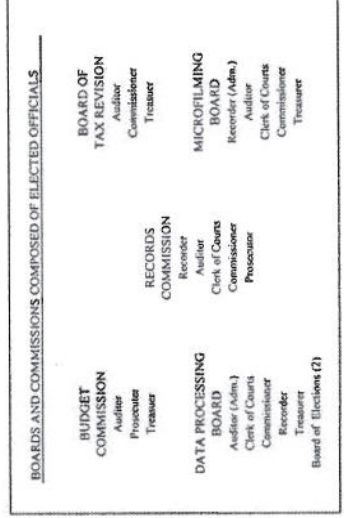 BOARDS AND COMMISSIONS COMPOSED OF ELECTED OFFICIALS
BUDGET
COMMISSION
Auditor
Prosecutor
Treasuer
BOARD OF
TAX REVISION
Auditor
Commissioner
Treasuer
RECORDS
COMMISSION
Recorder
Auditor
Clerk of Courts
Commissioner
Prosecutor
DATA PROCESSING
BOARD
Auditor (Adm.)
Clerk of Courts
Commissioner
Recorder
Treasurer
Board of Elections (2)
MICROFILMING
BOARD
Recorder (Adm.)
Auditor
Clerk of Courts
Commissioner
Treasurer